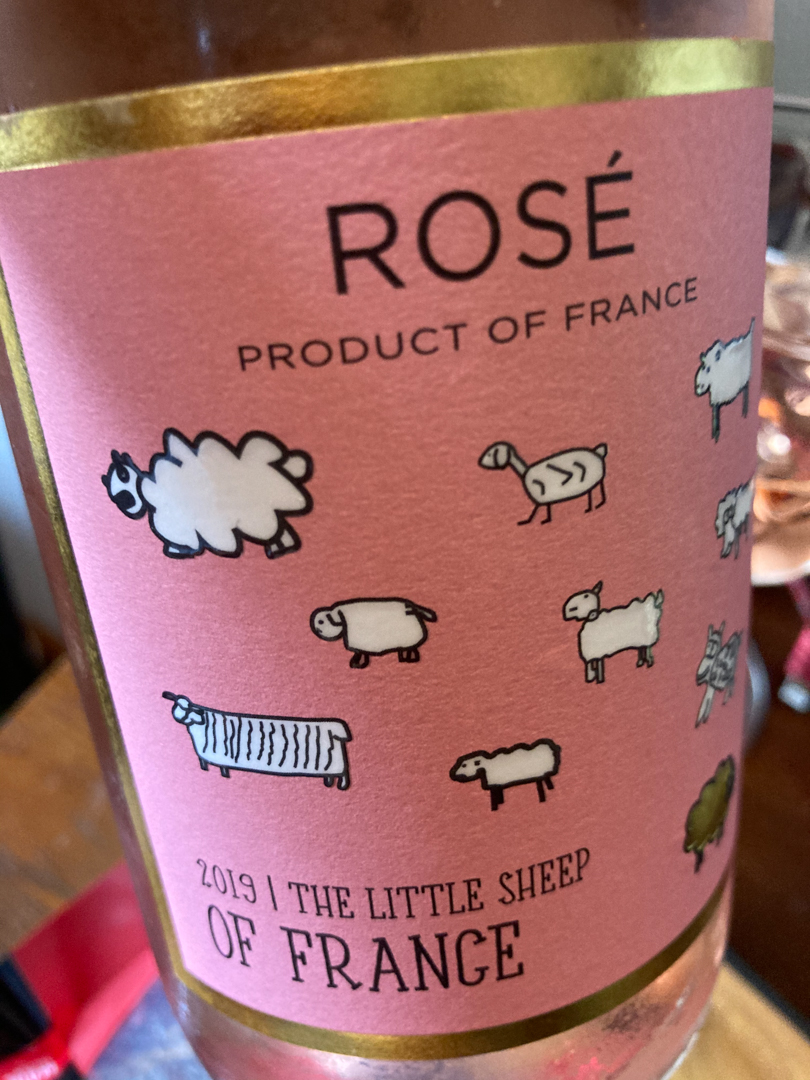 ROSÉ
PRODUCT OF FRANCE
2019 | THE LITTLE SHEEP
OF FRANCE